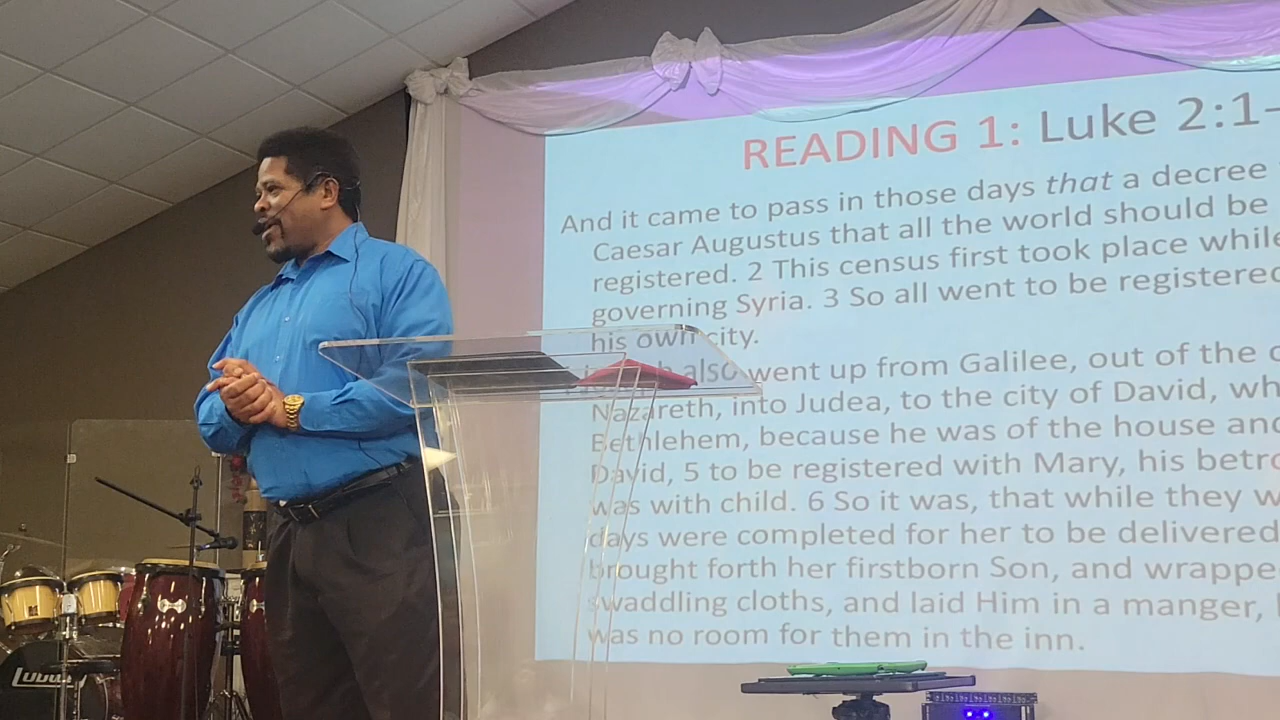 READING 1: Luke 2:1-
And it came to pass in those days that a decree
Caesar Augustus that all the world should be
registered. 2 This census first took place while
governing Syria. 3 So all went to be registered
his own city.
also went up from Galilee, out of the c
Nazareth, into Judea, to the city of David, wh
Bethlehem, because he was of the house and
David, 5 to be registered with Mary, his betro
was with child. 6 So it was, that while they w
days were completed for her to be delivered
brought forth her firstborn Son, and wrappe
swaddling cloths, and laid Him in a manger,
was no room for them in the inn.
LUDWIG